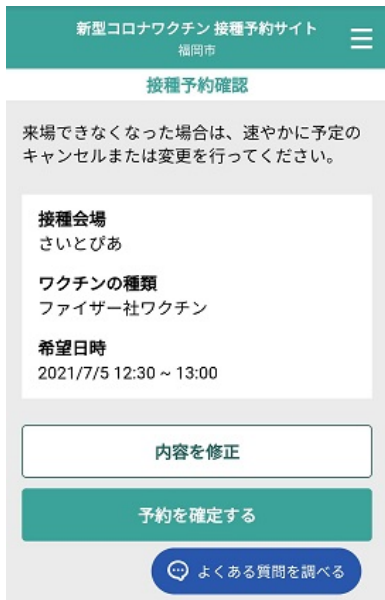 新型コロナワクチン 接種予約サイト
福岡市
接種予約確認
来場できなくなった場合は、速やかに予定の
キャンセルまたは変更を行ってください。
接種会場
さいとぴあ
ワクチンの種類
ファイザー社ワクチン
希望日時
2021/7/5 12:30 ~ 13:00
内容を修正
予約を確定する
よくある質問を調べる